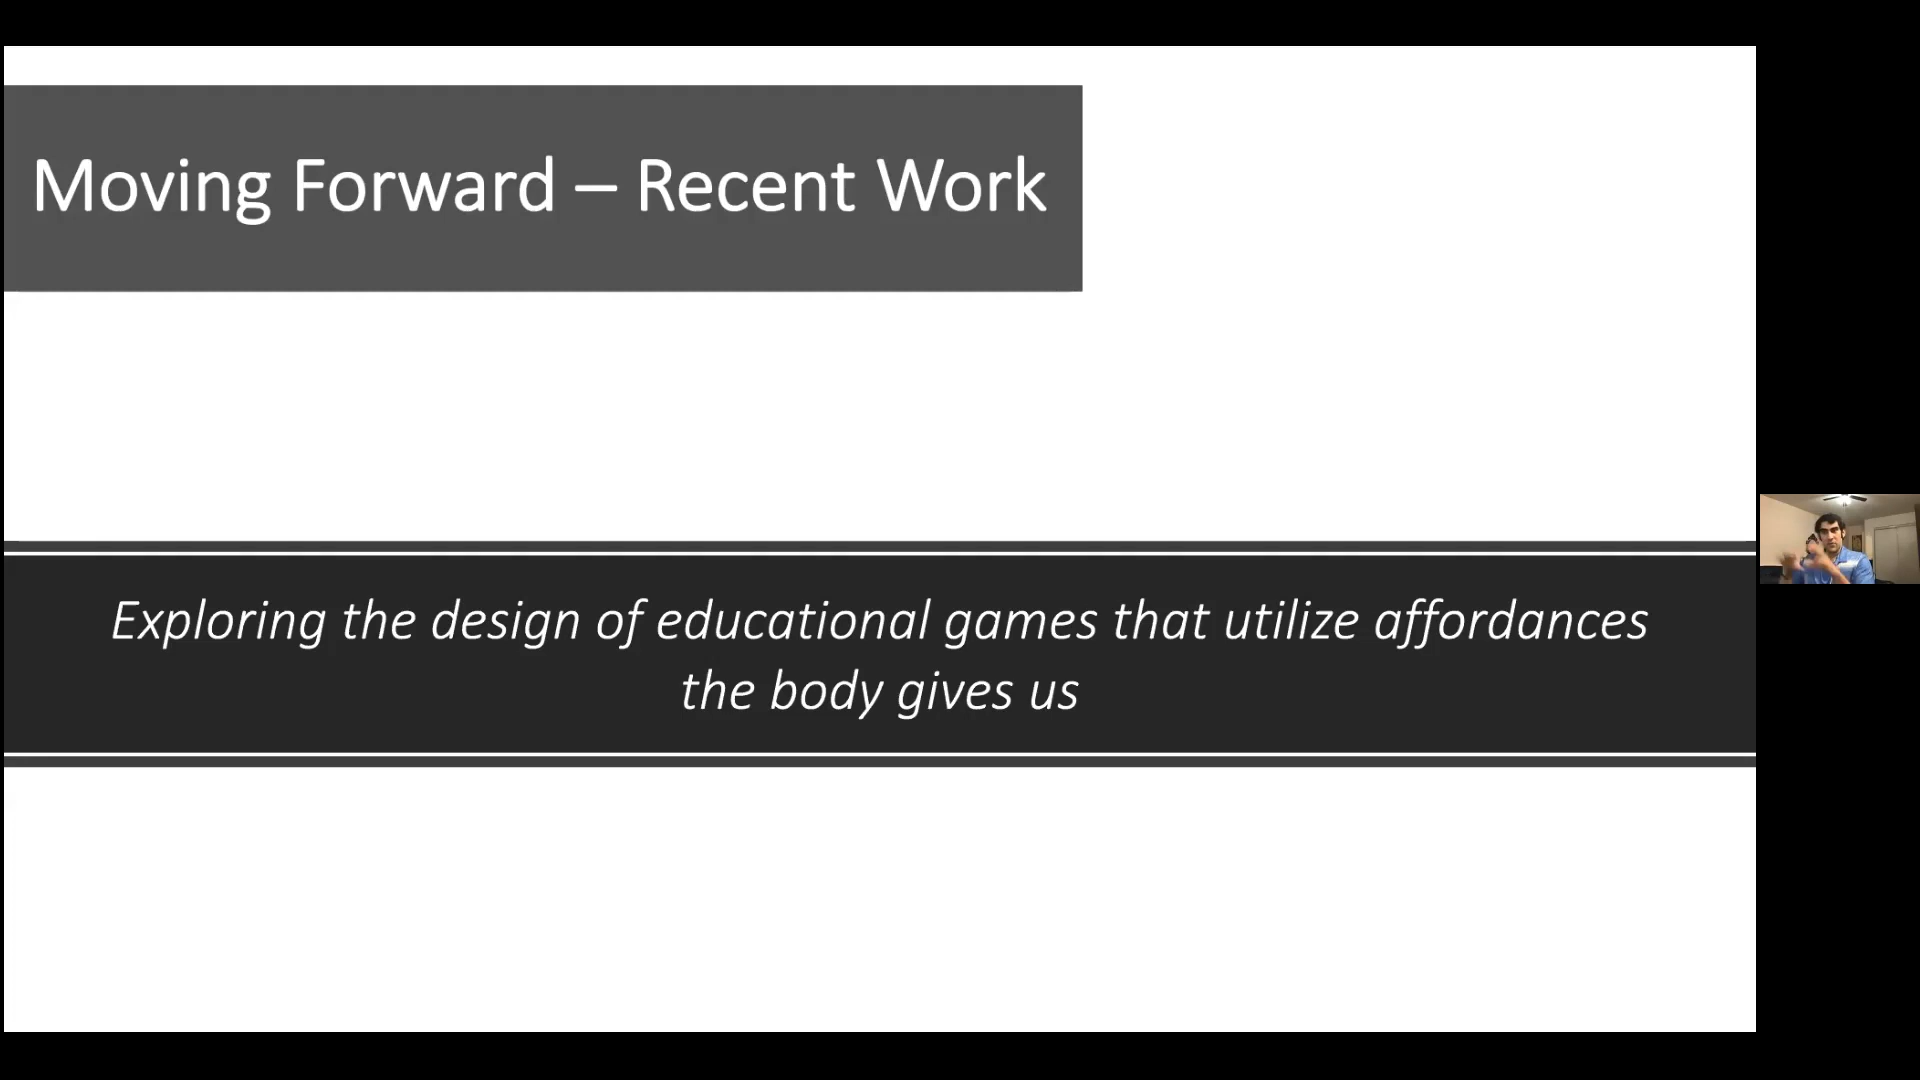 Moving Forward – Recent Work
Exploring the design of educational games that utilize affordances
the body gives us